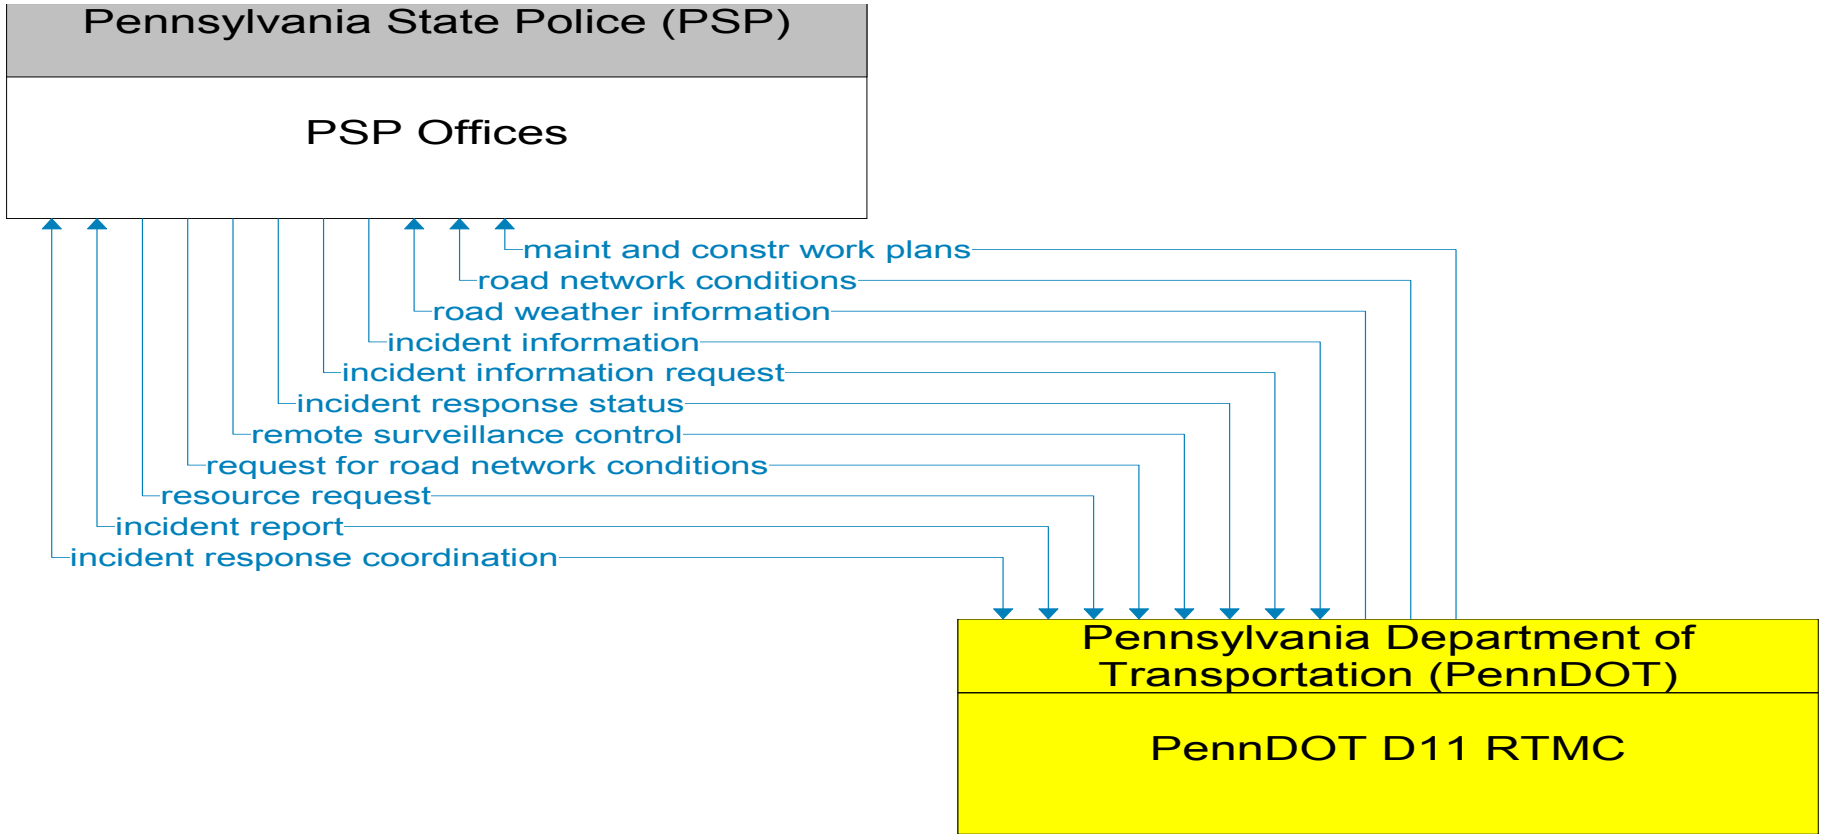 Pennsylvania State Police (PSP)
PSP Offices
maint and constr work plans
road network conditions
road weather information
incident information
incident information request
incident response status
remote surveillance control
request for road network conditions
resource request
incident report
incident response coordination
Pennsylvania Department of
Transportation (PennDOT)
PennDOT D11 RTMC